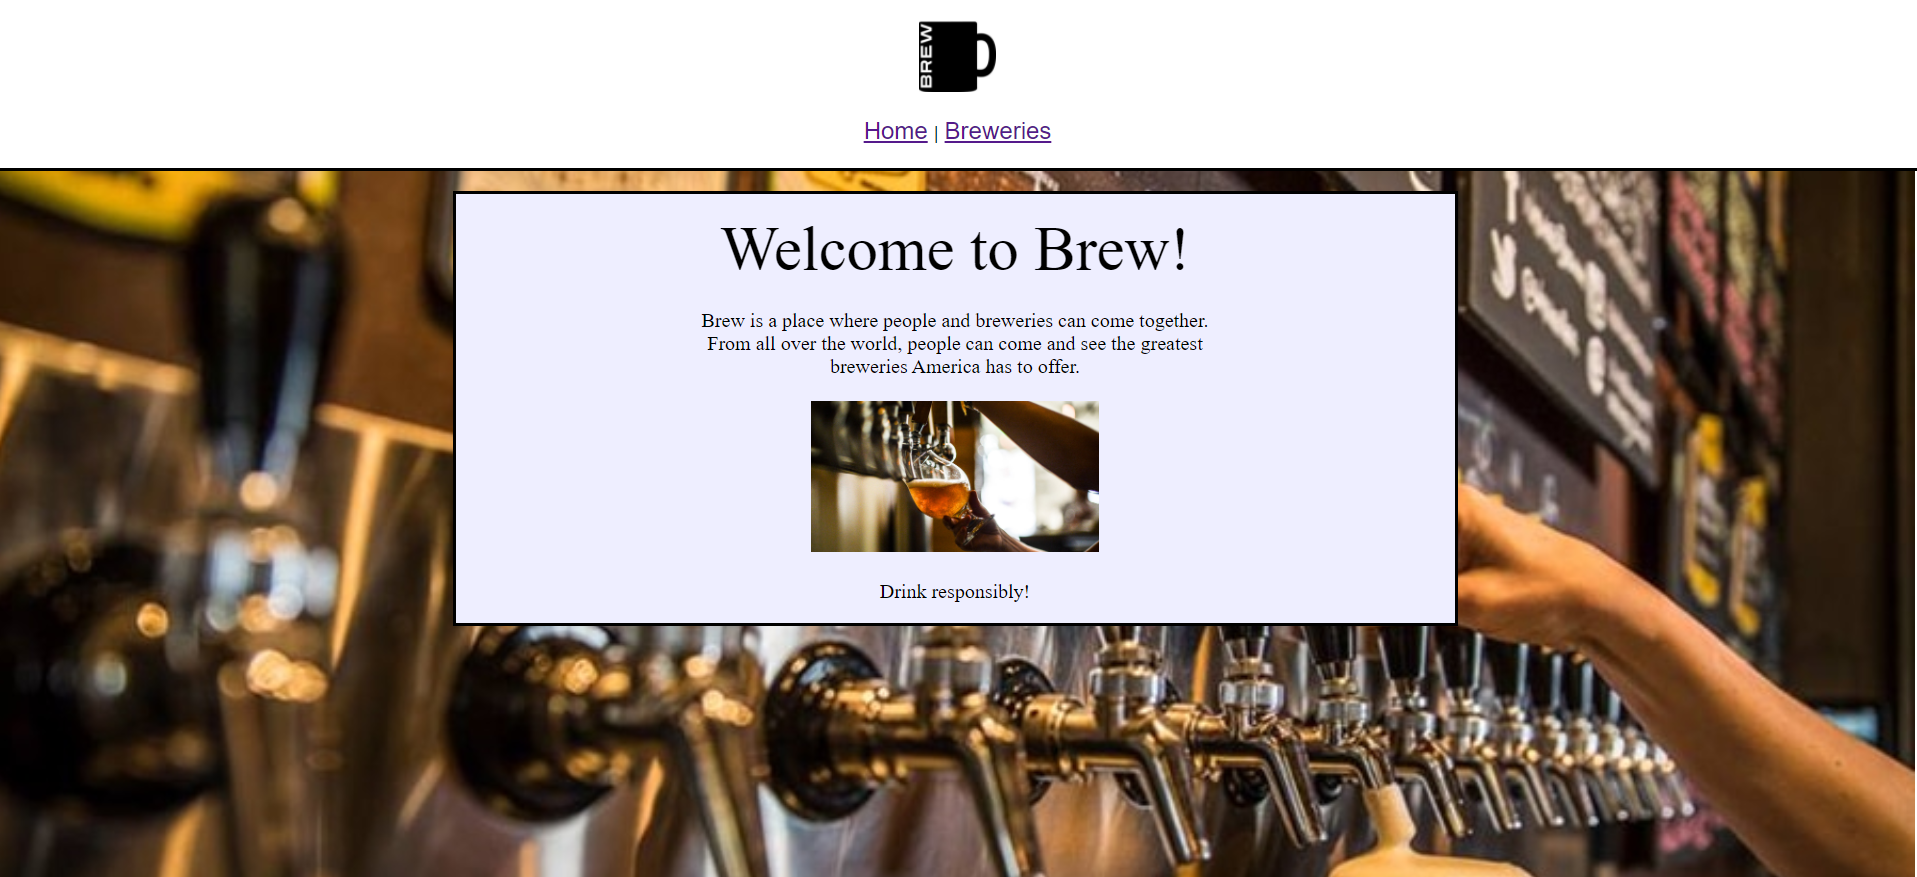 BREW
Home | Breweries
Welcome to Brew!
Brew is a place where people and breweries can come together.
From all over the world, people can come and see the greatest
breweries America has to offer.
Drink responsibly!